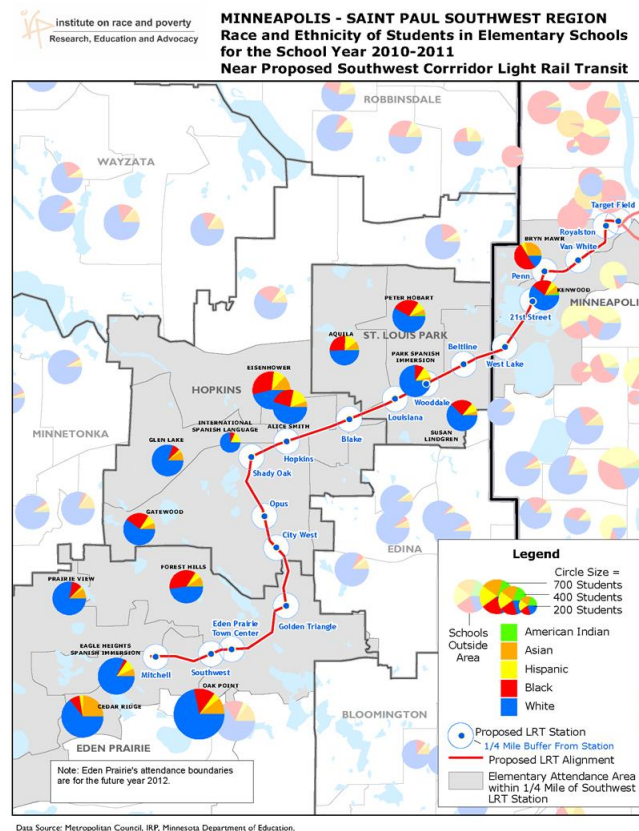 institute on race and poverty
Research, Education and Advocacy
MINNEAPOLIS - SAINT PAUL SOUTHWEST REGION
Race and Ethnicity of Students in Elementary Schools
for the School Year 2010-2011
Near Proposed Southwest Corrridor Light Rail Transit
ROBBINSDALE
WAYZATA
Target Field
Royalston
Van-White
BRYN MAWR
Penn
KENWOOD
MINNEAPOLI
21st Street
PETER HOBART
ST. LOUIS PARK
AQUILA
Beltline
West Lake
PARK SPANISH
IMMERSION
EISENHOWER
HOPKINS
Wooddale
Louisiana
ALICE SMITH
INTERNATIONAL
SPANISH LANGUAGE
Blake
SUSAN
LINDGREN
MINNETONKA
GLEN LAKE
Hopkins
Shady Oak
GATEWOOD
Opus
City West
EDINA
FOREST HILLS
PRAIRIE VIEW
Golden Triangle
Eden Prairie
Town Center
EAGLE HEIGHTS
SPANISH IMMERSION
Mitchell
Southwest
OAK POINT
CEDAR RIDGE
BLOOMINGTON
EDEN PRAIRIE
Note: Eden Prairie's attendance boundaries
are for the future year 2012.
Legend
Circle Size =
700 Students
400 Students
200 Students
Schools
Outside
Area
American Indian
Asian
Hispanic
Black
White
Proposed LRT Station
1/4 Mile Buffer From Station
Proposed LRT Alignment
Elementary Attendance Area
within 1/4 Mile of Southwest
LRT Station
Data Source: Metropolitan Council, IRP, Minnesota Department of Education.